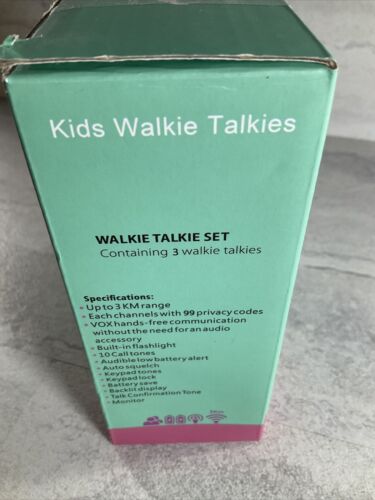 Kids Walkie Talkies
WALKIE TALKIE SET
Containing 3 walkie talkies
Specifications:
• Up to 3 KM range
• Each channels with 99 privacy codes
• VOX hands-free communication
without the need for an audio
accessory
• Built-in flashlight
• 10 Call tones
• Audible low battery alert
• Auto squelch
• Keypad tones
• Keypad lock
• Battery save
• Backlit display
• Talk Confirmation Tone
• Monitor